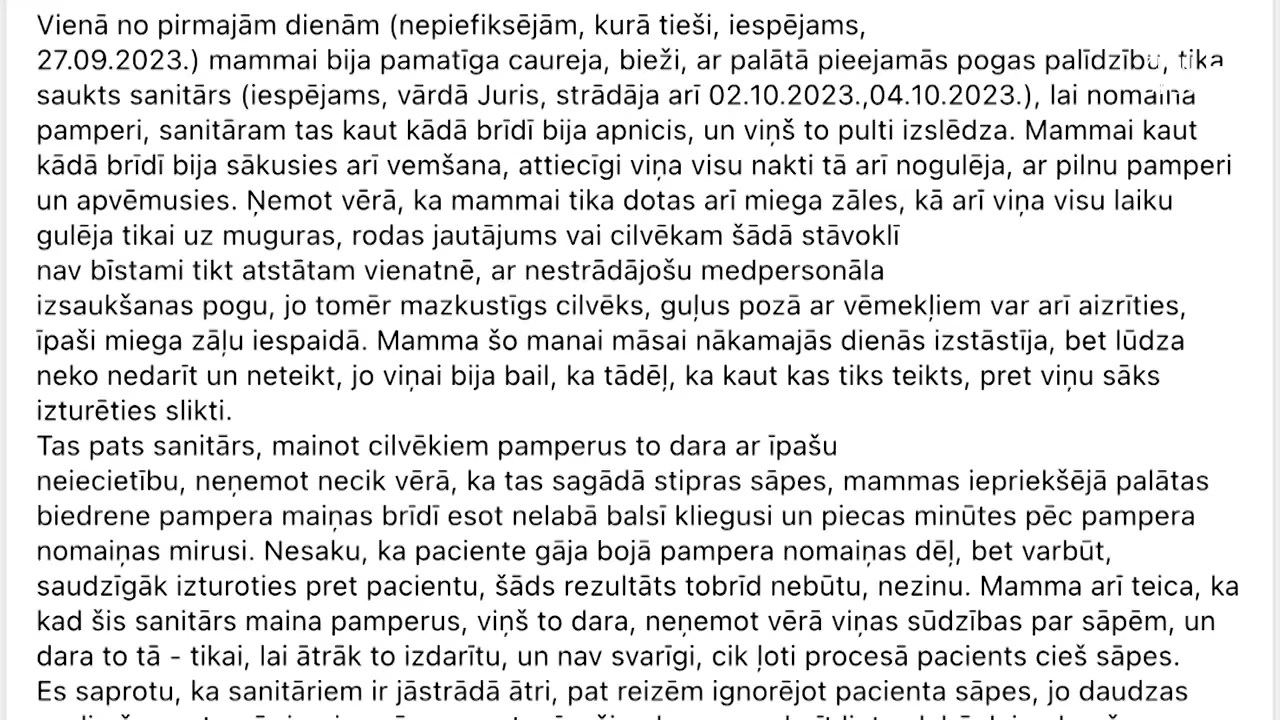 Vienā no pirmajām dienām (nepiefiksējām, kurā tieši, iespējams,
27.09.2023.) mammai bija pamatīga caureja, bieži, ar palātā pieejamās pogas palīdzību, tika
saukts sanitārs (iespējams, vārdā Juris, strādāja arī 02.10.2023.,04.10.2023.), lai nomaina
pamperi, sanitāram tas kaut kādā brīdī bija apnicis, un viņš to pulti izslēdza. Mammai kaut
kādā brīdī bija sākusies arī vemšana, attiecīgi viņa visu nakti tā arī nogulēja, ar pilnu pamperi
un apvēmusies. Ņemot vērā, ka mammai tika dotas arī miega zāles, kā arī viņa visu laiku
gulēja tikai uz muguras, rodas jautājums vai cilvēkam šādā stāvoklī
nav bīstami tikt atstātam vienatnē, ar nestrādājošu medpersonāla
izsaukšanas pogu, jo tomēr mazkustīgs cilvēks, guļus pozā ar vēmekļiem var arī aizrīties,
īpaši miega zāļu iespaidā. Mamma šo manai māsai nākamajās dienās izstāstīja, bet lūdza
neko nedarīt un neteikt, jo viņai bija bail, ka tādēļ, ka kaut kas tiks teikts, pret viņu sāks
izturēties slikti.
Tas pats sanitārs, mainot cilvēkiem pamperus to dara ar īpašu
neiecietību, neņemot necik vērā, ka tas sagādā stipras sāpes, mammas iepriekšējā palātas
biedrene pampera maiņas brīdī esot nelabā balsī kliegusi un piecas minūtes pēc pampera
nomaiņas mirusi. Nesaku, ka paciente gāja bojā pampera nomaiņas dēļ, bet varbūt,
saudzīgāk izturoties pret pacientu, šāds rezultāts tobrīd nebūtu, nezinu. Mamma arī teica, ka
kad šis sanitārs maina pamperus, viņš to dara, neņemot vērā viņas sūdzības par sāpēm, un
dara to tā - tikai, lai ātrāk to izdarītu, un nav svarīgi, cik ļoti procesā pacients cieš sāpes.
Es saprotu, ka sanitāriem ir jāstrādā ātri, pat reizēm ignorējot pacienta sāpes, jo daudzas